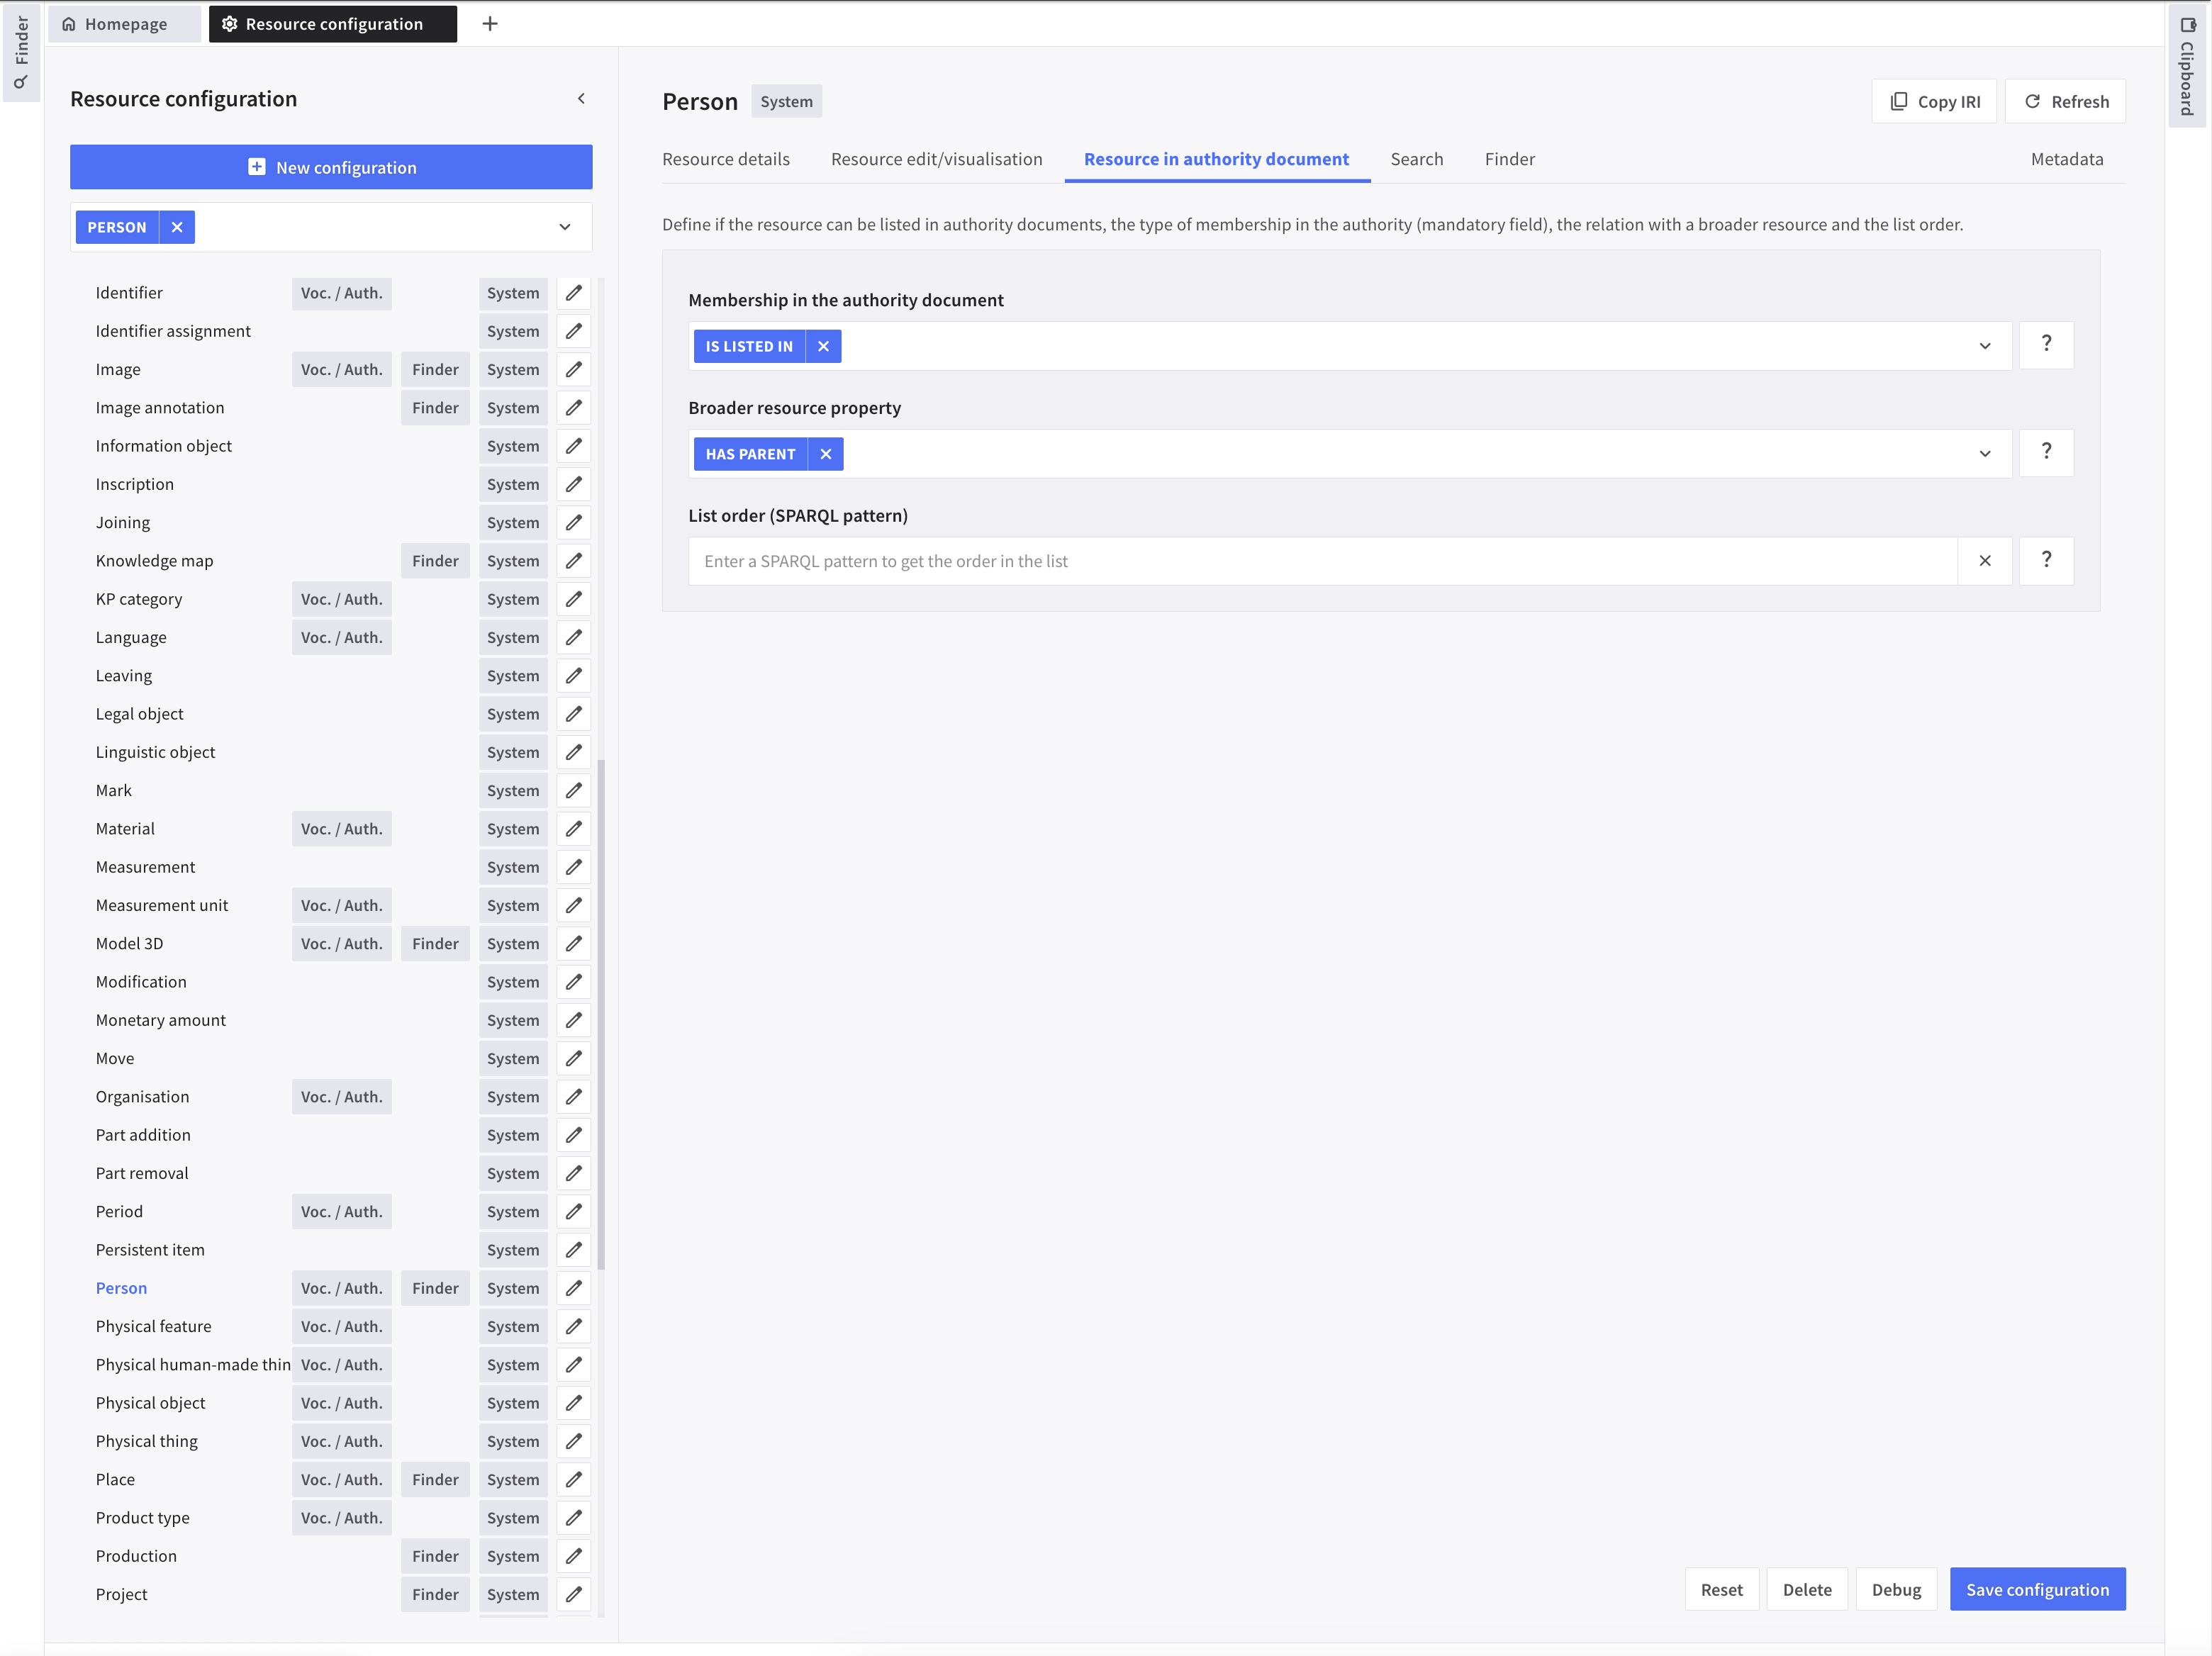 Finder
Homepage
Resource configuration
Clipboard
Resource configuration
New configuration
PERSON
Identifier Voc. / Auth. System
Identifier assignment System
Image Voc. / Auth. Finder System
Image annotation Finder System
Information object System
Inscription System
Joining System
Knowledge map Finder System
KP category Voc. / Auth. System
Language Voc. / Auth. System
Leaving System
Legal object System
Linguistic object System
Mark System
Material Voc. / Auth. System
Measurement System
Measurement unit Voc. / Auth. System
Model 3D Voc. / Auth. Finder System
Modification System
Monetary amount System
Move System
Organisation Voc. / Auth. System
Part addition System
Part removal System
Period Voc. / Auth. System
Persistent item System
Person Voc. / Auth. Finder System
Physical feature Voc. / Auth. System
Physical human-made thin Voc. / Auth. System
Physical object Voc. / Auth. System
Physical thing Voc. / Auth. System
Place Voc. / Auth. Finder System
Product type Voc. / Auth. System
Production Finder System
Project Finder System
Person System
Copy IRI Refresh
Resource details Resource edit/visualisation Resource in authority document Search Finder Metadata
Define if the resource can be listed in authority documents, the type of membership in the authority (mandatory field), the relation with a broader resource and the list order.
Membership in the authority document
IS LISTED IN ?
Broader resource property
HAS PARENT ?
List order (SPARQL pattern)
Enter a SPARQL pattern to get the order in the list ?
Reset Delete Debug Save configuration